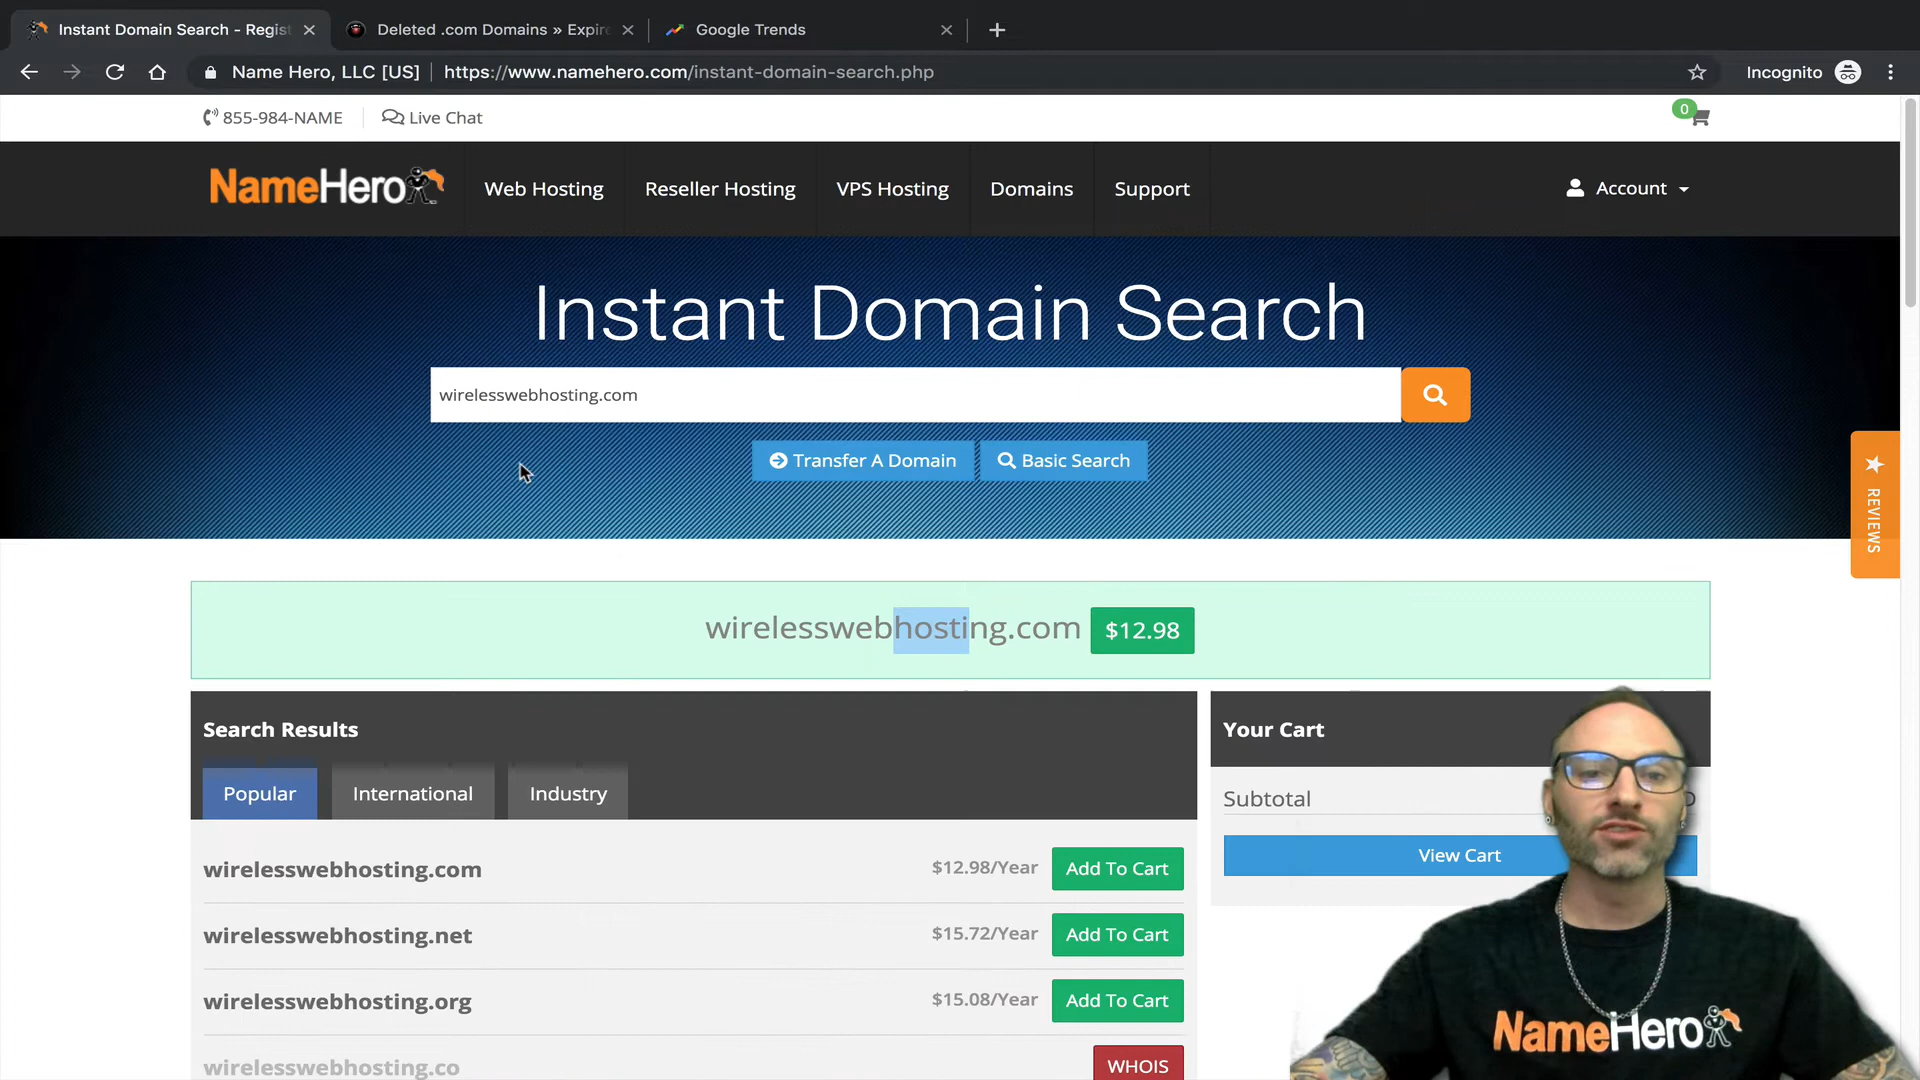 Instant Domain Search - Regist
Deleted .com Domains » Expire
Google Trends
Name Hero, LLC [US]
https://www.namehero.com/instant-domain-search.php
Incognito
855-984-NAME
Live Chat
0
NameHero
Web Hosting
Reseller Hosting
VPS Hosting
Domains
Support
Account
Instant Domain Search
wirelesswebhosting.com
Transfer A Domain
Basic Search
REVIEWS
wirelesswebhosting.com $12.98
Search Results
Popular
International
Industry
wirelesswebhosting.com $12.98/Year Add To Cart
wirelesswebhosting.net $15.72/Year Add To Cart
wirelesswebhosting.org $15.08/Year Add To Cart
wirelesswebhosting.co WHOIS
Your Cart
Subtotal
View Cart
NameHero